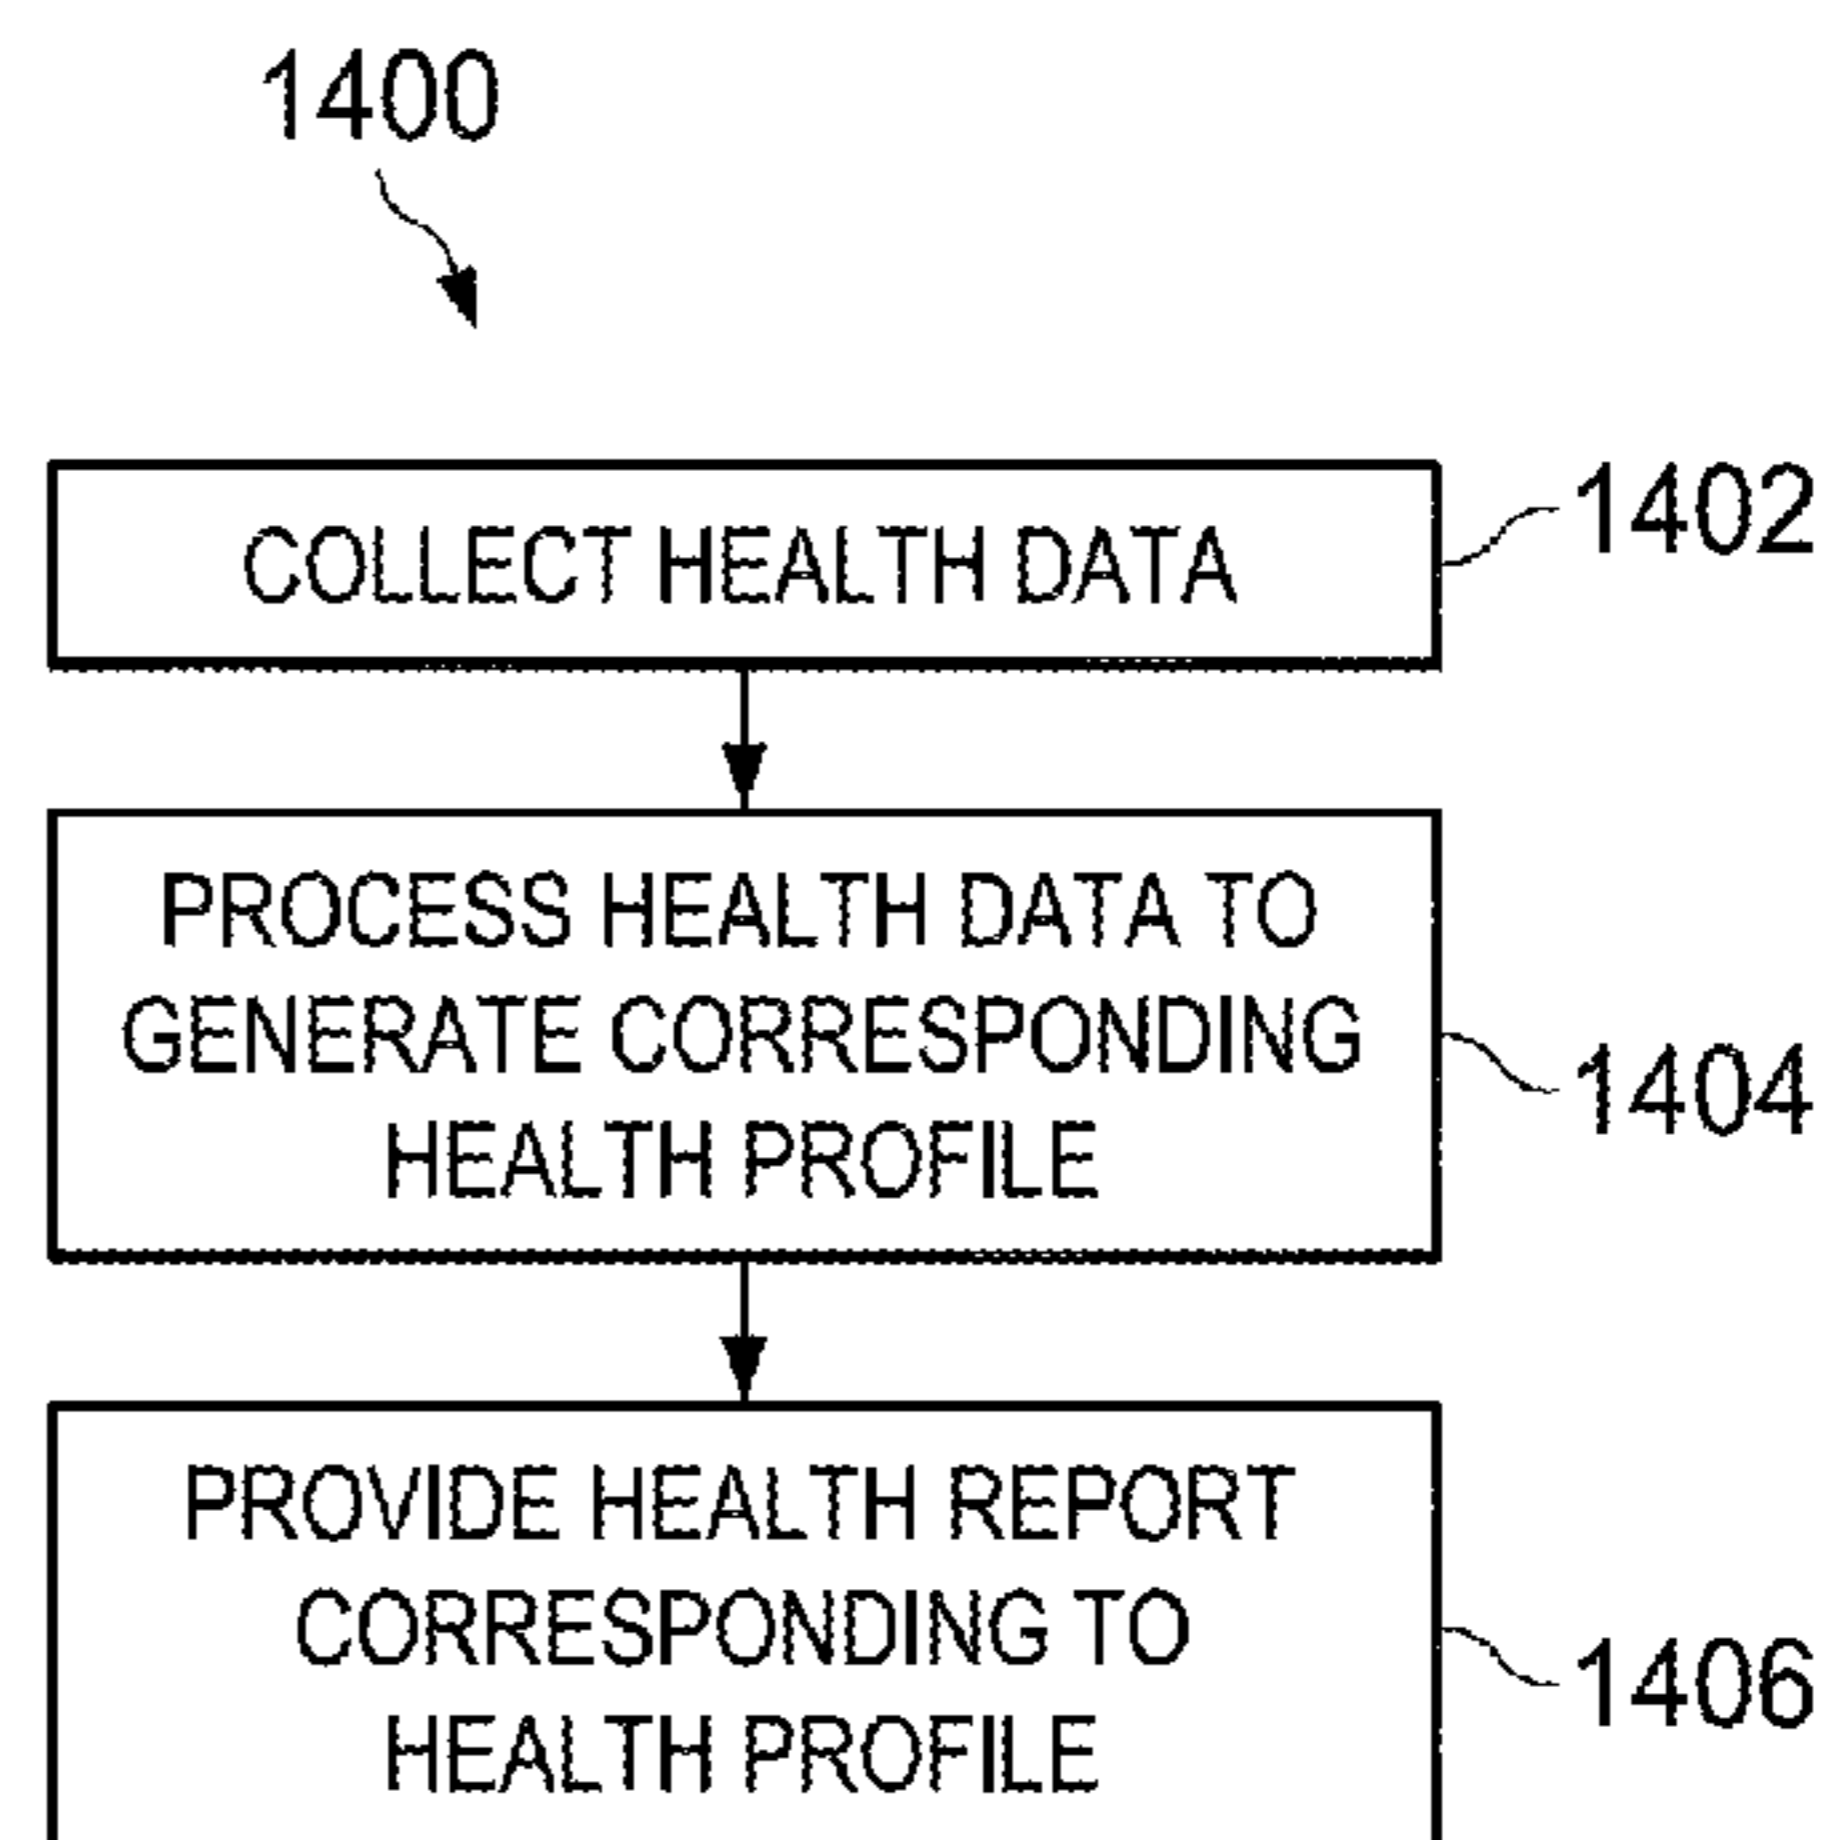 1400
COLLECT HEALTH DATA
1402
PROCESS HEALTH DATA TO
GENERATE CORRESPONDING
HEALTH PROFILE
1404
PROVIDE HEALTH REPORT
CORRESPONDING TO
HEALTH PROFILE
1406